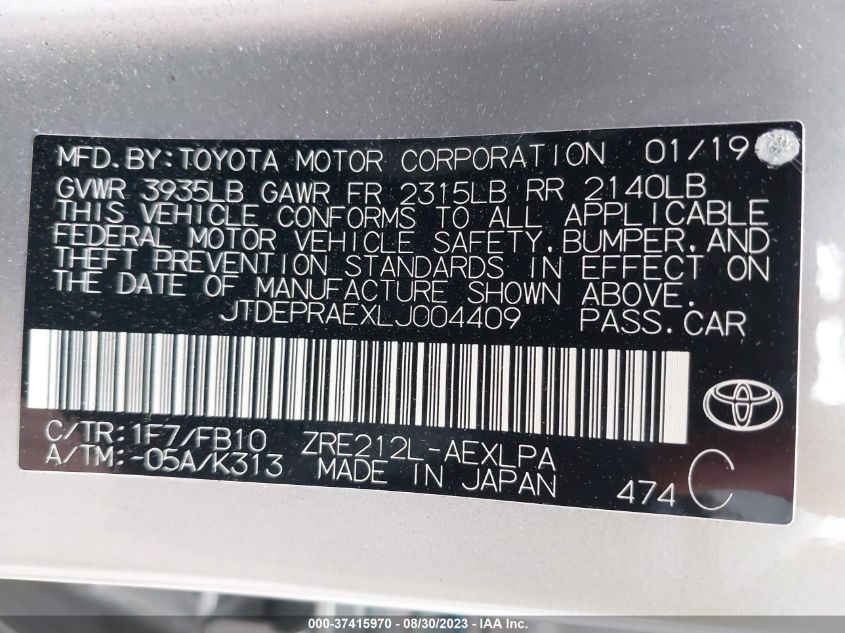 MFD.BY:TOYOTA MOTOR CORPORATION 01/19
GVWR 3935LB GAWR FR 2315LB RR 2140LB
THIS VEHICLE CONFORMS TO ALL APPLICABLE
FEDERAL MOTOR VEHICLE SAFETY,BUMPER,AND
THEFT PREVENTION STANDARDS IN EFFECT ON
THE DATE OF MANUFACTURE SHOWN ABOVE.
JTDEPRAEXLJ004409 PASS.CAR
C/TR:1F7/FB10 ZRE212L-AEXLPA
A/TM:-05A/K313 MADE IN JAPAN 474 C
000-37415970 / 08/30/2023 - IAA Inc.